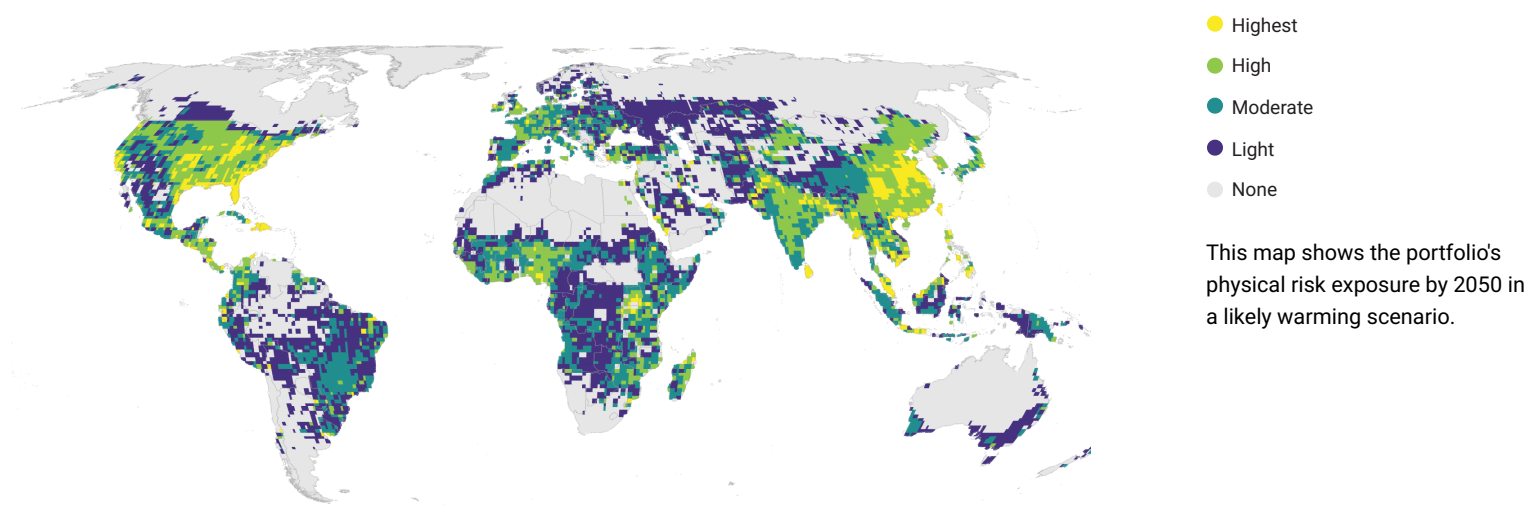 Highest
High
Moderate
Light
None
This map shows the portfolio's
physical risk exposure by 2050 in
a likely warming scenario.